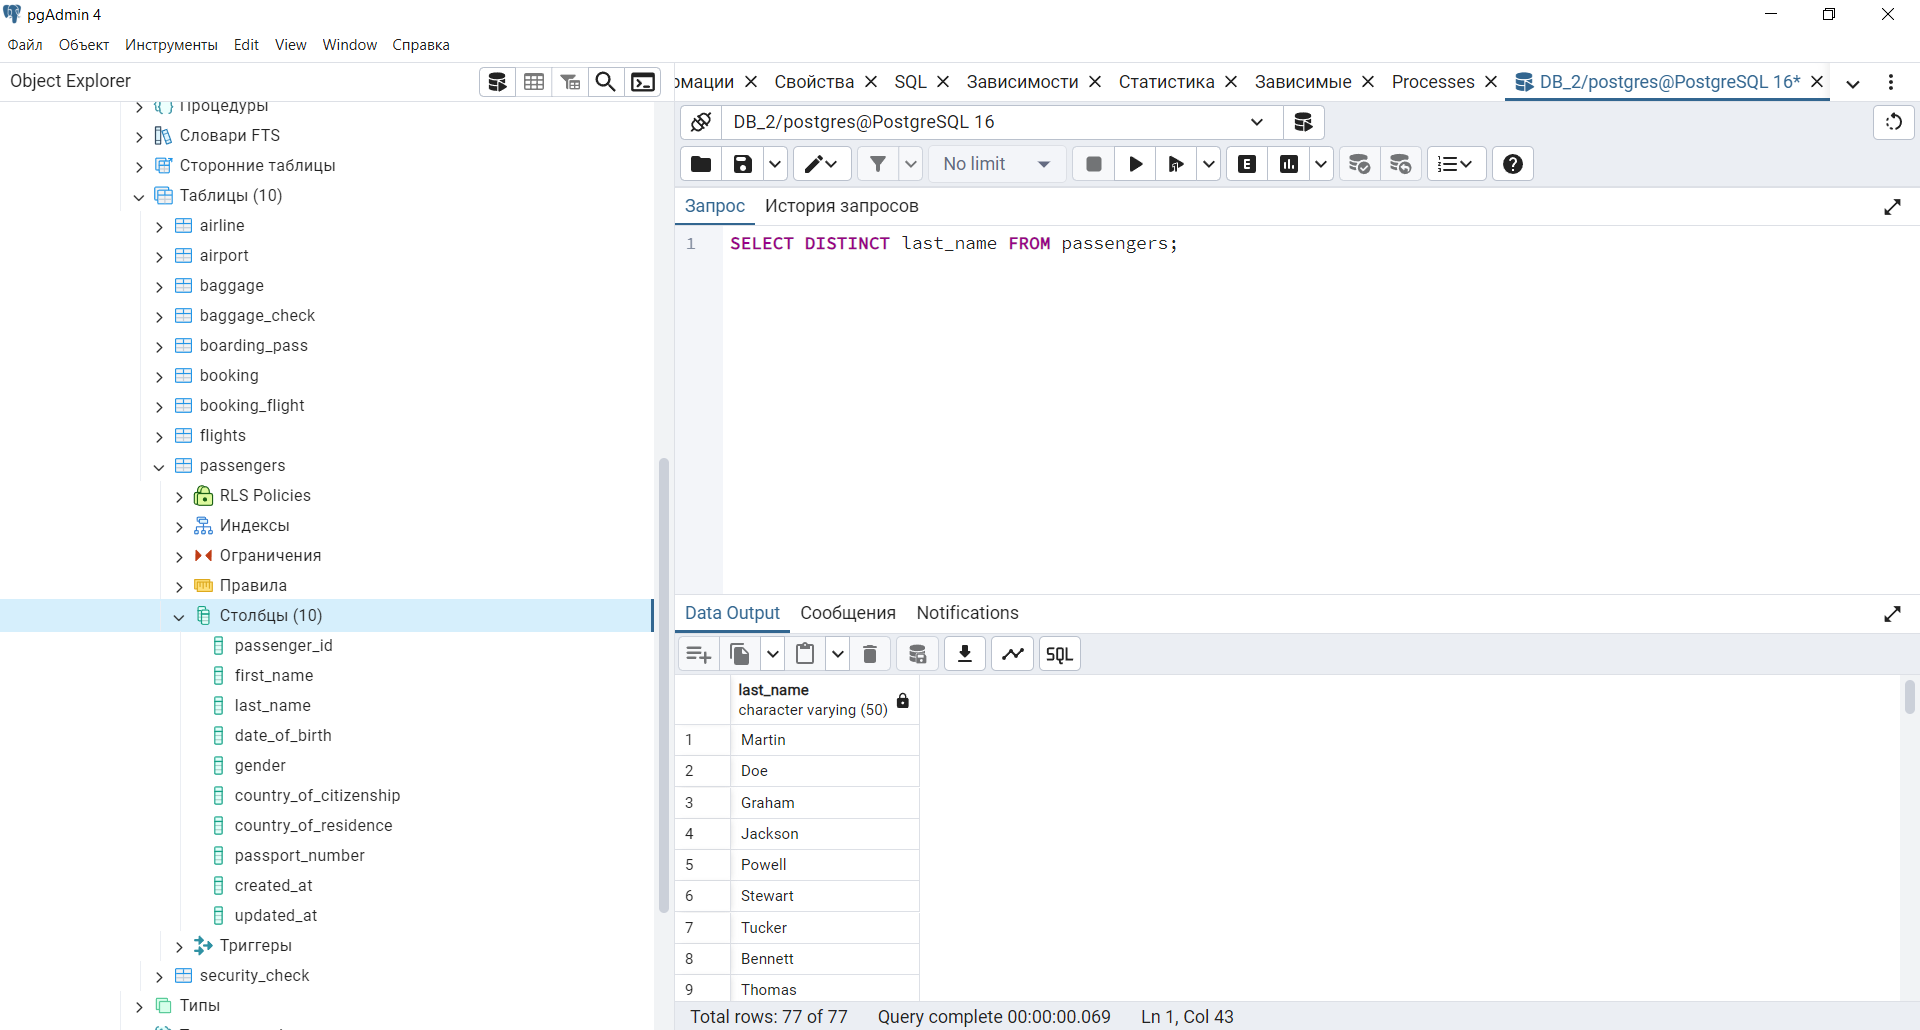 pgAdmin 4
Файл Объект Инструменты Edit View Window Справка
Object Explorer
рмации Свойства SQL Зависимости Статистика Зависимые Processes DB_2/postgres@PostgreSQL 16*
DB_2/postgres@PostgreSQL 16
No limit
E
Запрос История запросов
1 SELECT DISTINCT last_name FROM passengers;
Процедуры
Словари FTS
Сторонние таблицы
Таблицы (10)
airline
airport
baggage
baggage_check
boarding_pass
booking
booking_flight
flights
passengers
RLS Policies
Индексы
Ограничения
Правила
Столбцы (10)
passenger_id
first_name
last_name
date_of_birth
gender
country_of_citizenship
country_of_residence
passport_number
created_at
updated_at
Триггеры
security_check
Типы
Data Output Сообщения Notifications
SQL
last_name
character varying (50)
1 Martin
2 Doe
3 Graham
4 Jackson
5 Powell
6 Stewart
7 Tucker
8 Bennett
9 Thomas
Total rows: 77 of 77 Query complete 00:00:00.069 Ln 1, Col 43